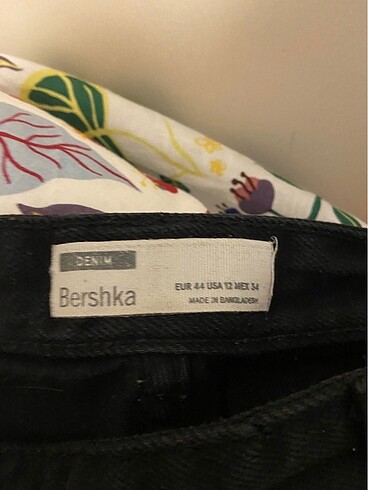 DENIM
Bershka
EUR 44 USA 12 MEX 34
MADE IN BANGLADESH